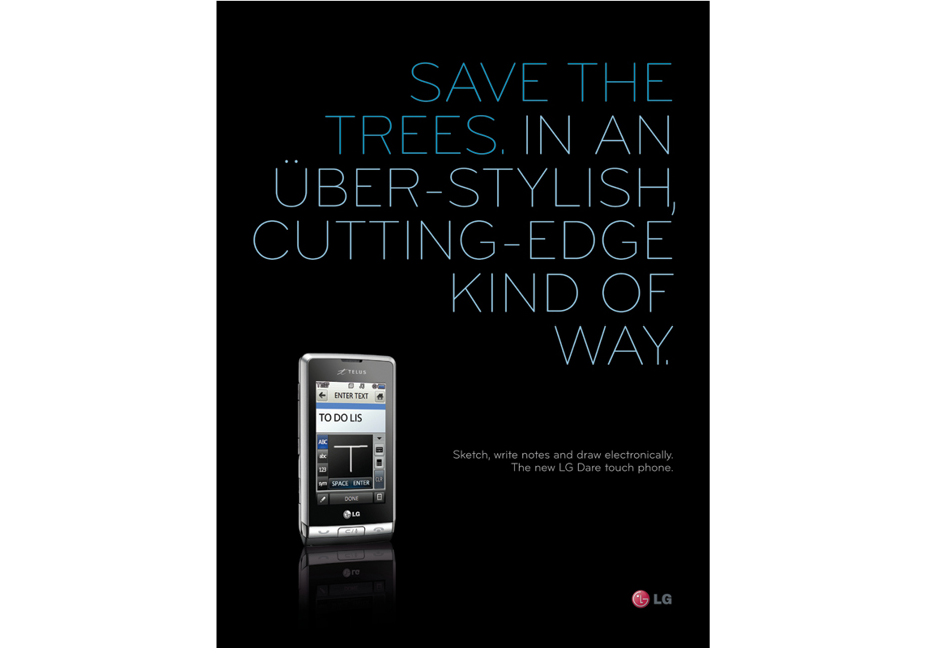 SAVE THE
TREES. IN AN
ÜBER-STYLISH,
CUTTING-EDGE
KIND OF
WAY.
TELUS
ENTER TEXT
TO DO LIS
ABC
abc
123
sym
T
CLR
SPACE ENTER
DONE
LG
Sketch, write notes and draw electronically.
The new LG Dare touch phone.
LG